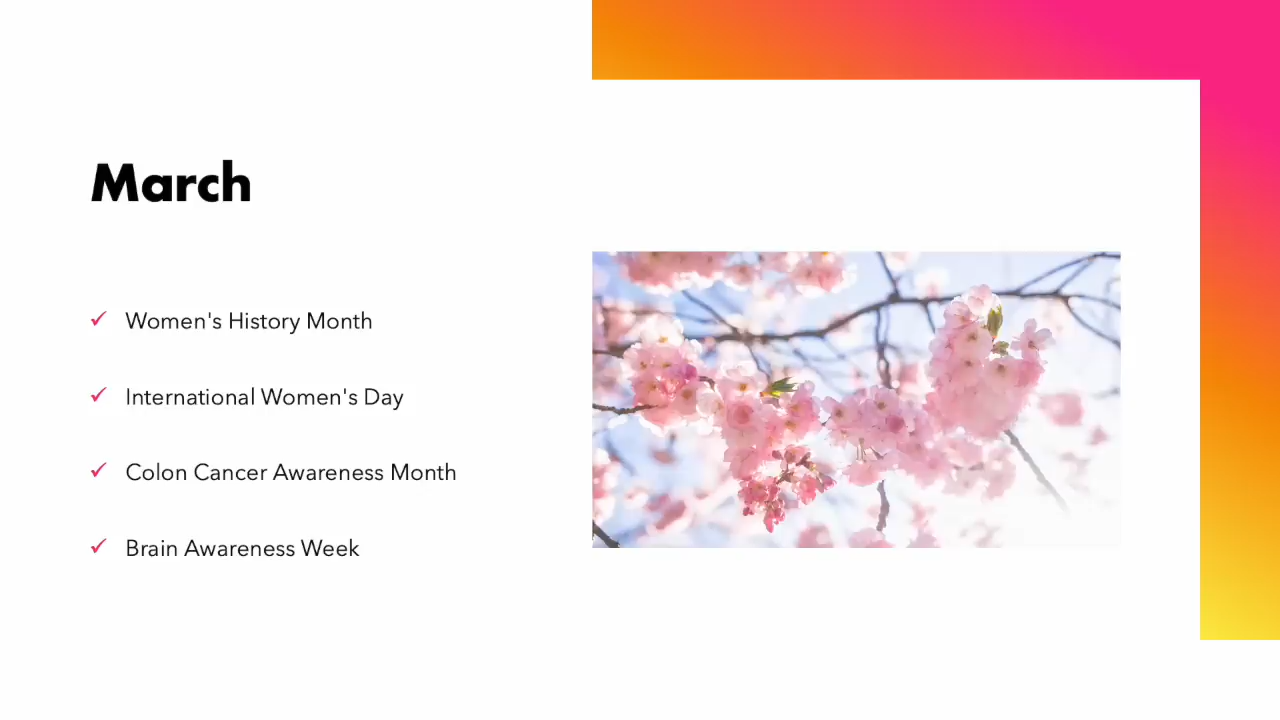 March
Women's History Month
International Women's Day
Colon Cancer Awareness Month
Brain Awareness Week